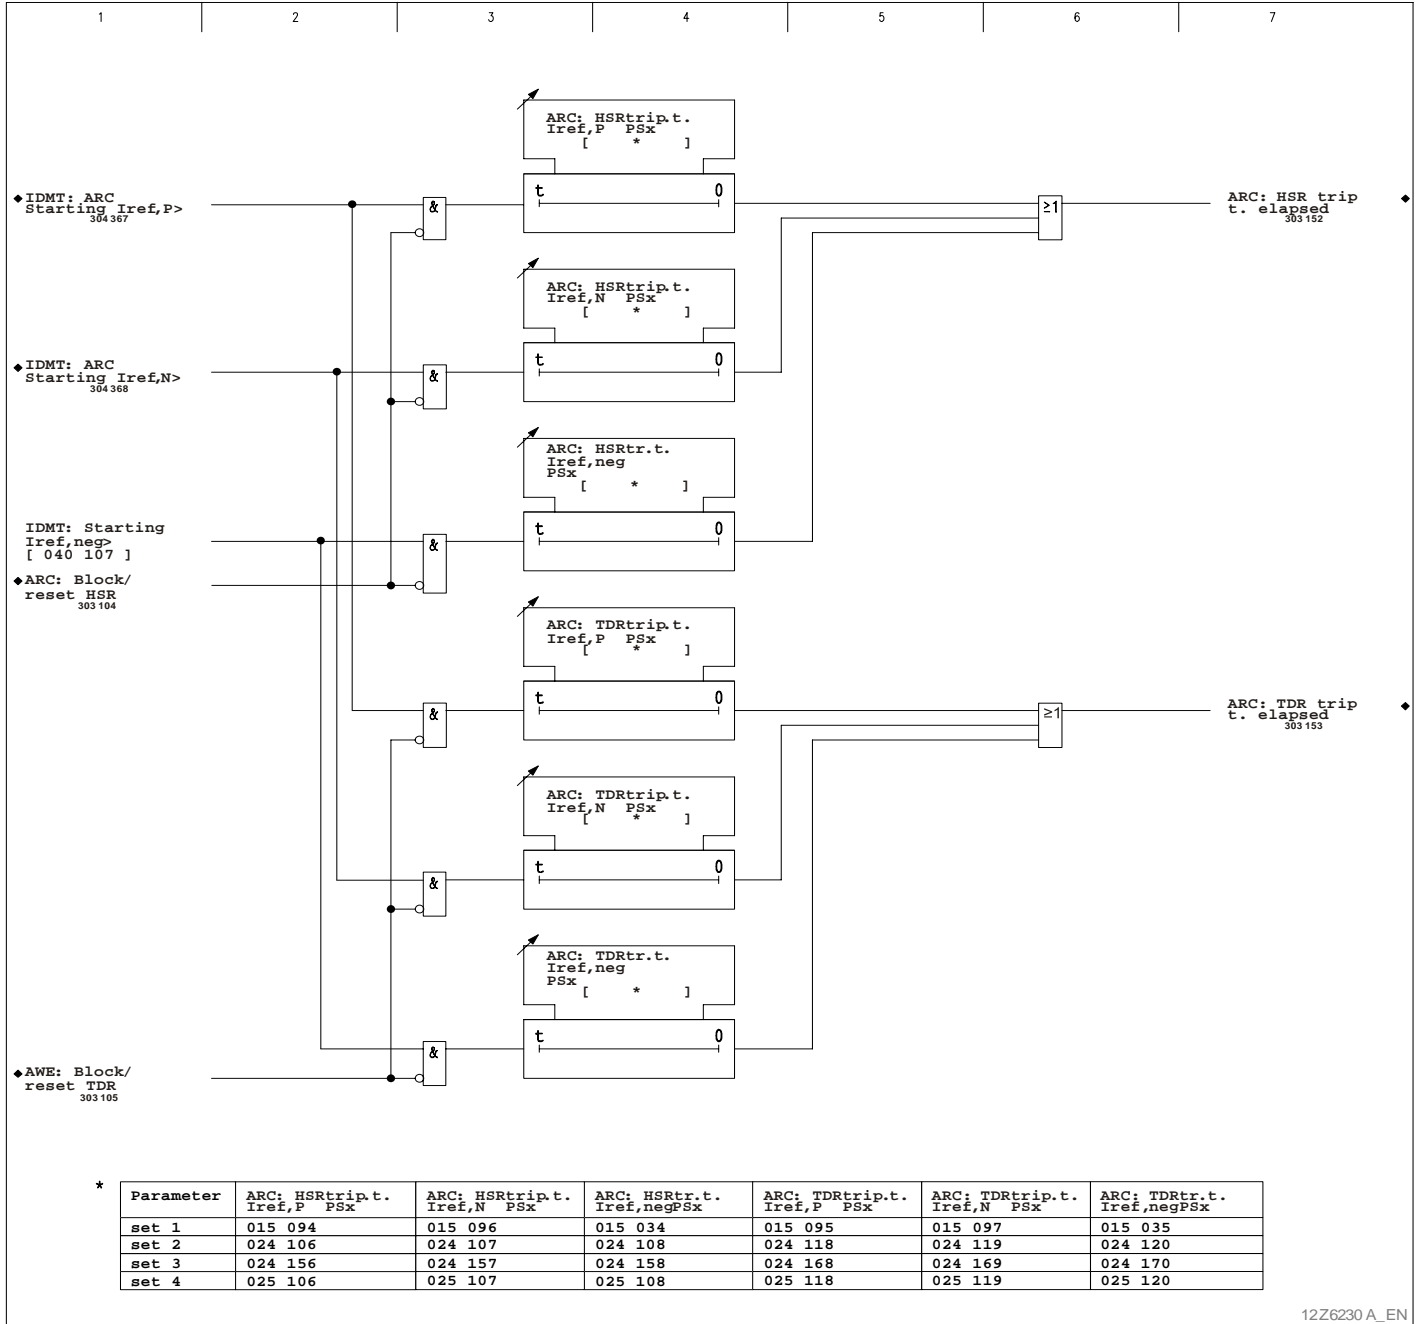 1 2 3 4 5 6 7
ARC: HSRtrip.t.
Iref,P PSx
[ * ]
t 0
◆IDMT: ARC
Starting Iref,P>
304 367
&
≥1
ARC: HSR trip ◆
t. elapsed
303 152
ARC: HSRtrip.t.
Iref,N PSx
[ * ]
t 0
◆IDMT: ARC
Starting Iref,N>
304 368
&
ARC: HSRtr.t.
Iref,neg
PSx
[ * ]
t 0
IDMT: Starting
Iref,neg>
[ 040 107 ]
&
◆ARC: Block/
reset HSR
303 104
ARC: TDRtrip.t.
Iref,P PSx
[ * ]
t 0
&
≥1
ARC: TDR trip ◆
t. elapsed
303 153
ARC: TDRtrip.t.
Iref,N PSx
[ * ]
t 0
&
ARC: TDRtr.t.
Iref,neg
PSx
[ * ]
t 0
&
◆AWE: Block/
reset TDR
303 105
*
Parameter ARC: HSRtrip.t. ARC: HSRtrip.t. ARC: HSRtr.t. ARC: TDRtrip.t. ARC: TDRtrip.t. ARC: TDRtr.t.
Iref,P PSx Iref,N PSx Iref,negPSx Iref,P PSx Iref,N PSx Iref,negPSx
set 1 015 094 015 096 015 034 015 095 015 097 015 035
set 2 024 106 024 107 024 108 024 118 024 119 024 120
set 3 024 156 024 157 024 158 024 168 024 169 024 170
set 4 025 106 025 107 025 108 025 118 025 119 025 120
12Z6230 A_EN